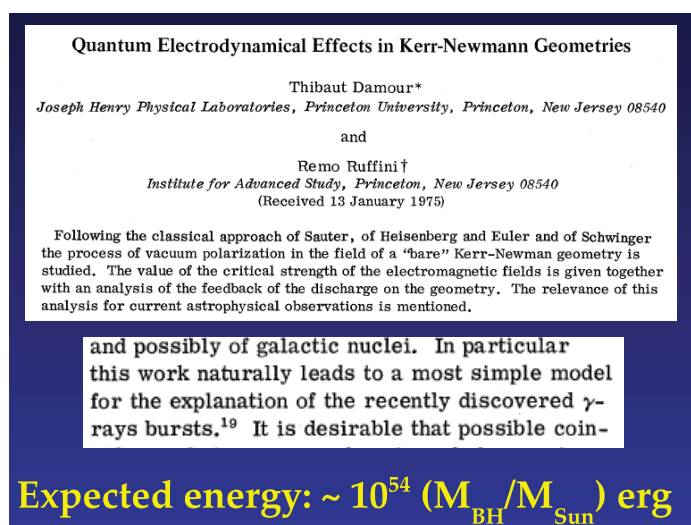 Quantum Electrodynamical Effects in Kerr-Newmann Geometries
Thibaut Damour*
Joseph Henry Physical Laboratories, Princeton University, Princeton, New Jersey 08540
and
Remo Ruffini†
Institute for Advanced Study, Princeton, New Jersey 08540
(Received 13 January 1975)
Following the classical approach of Sauter, of Heisenberg and Euler and of Schwinger
the process of vacuum polarization in the field of a "bare" Kerr-Newman geometry is
studied. The value of the critical strength of the electromagnetic fields is given together
with an analysis of the feedback of the discharge on the geometry. The relevance of this
analysis for current astrophysical observations is mentioned.
and possibly of galactic nuclei. In particular
this work naturally leads to a most simple model
for the explanation of the recently discovered γ-
rays bursts.¹⁹ It is desirable that possible coin-
Expected energy: ~ 10⁵⁴ (M_BH/M_Sun) erg